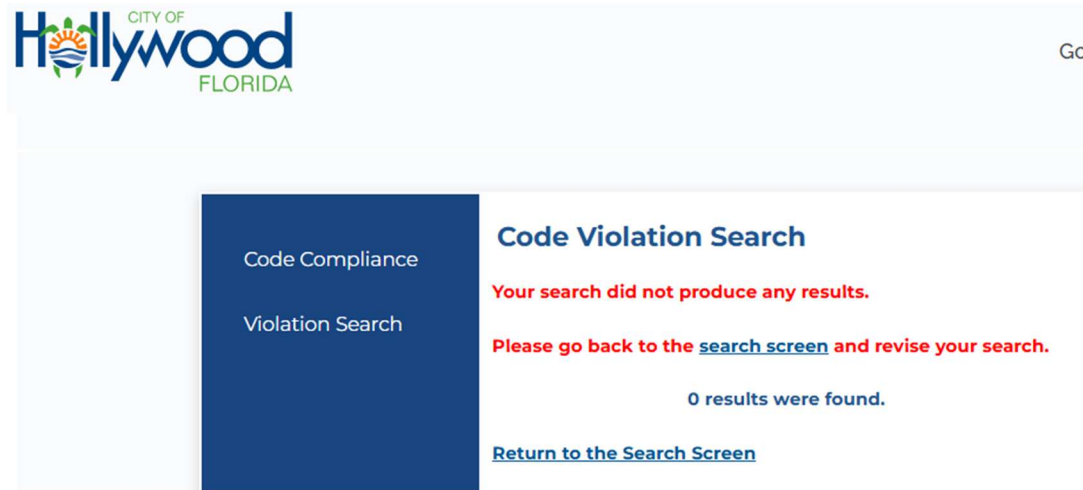 CITY OF
Hollywood
FLORIDA
Go
Code Compliance
Violation Search
Code Violation Search
Your search did not produce any results.
Please go back to the search screen and revise your search.
0 results were found.
Return to the Search Screen